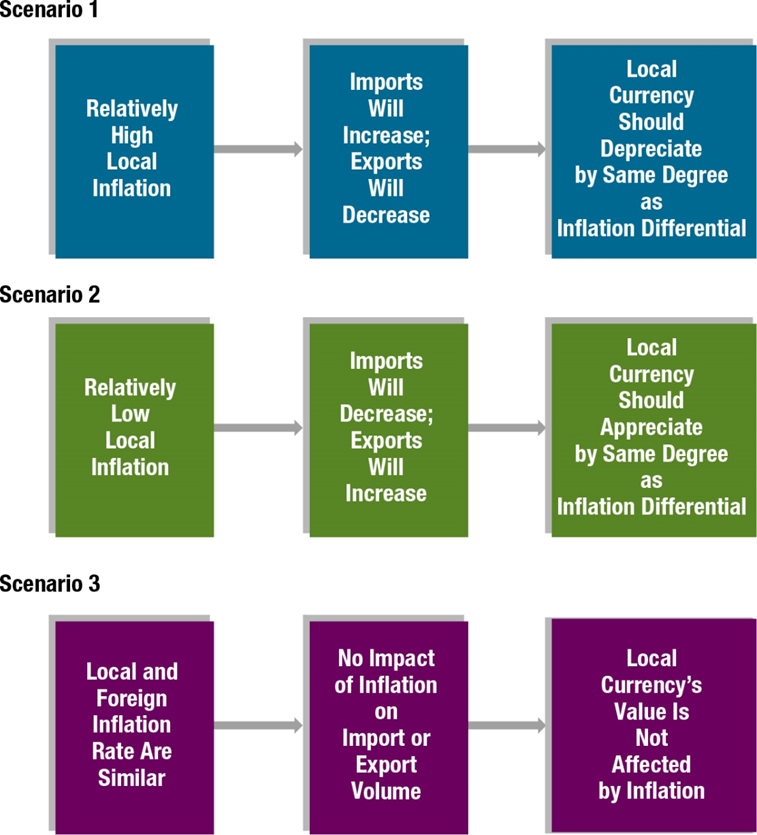 Scenario 1
Relatively
High
Local
Inflation
Imports
Will
Increase;
Exports
Will
Decrease
Local
Currency
Should
Depreciate
by Same Degree
as
Inflation Differential
Scenario 2
Relatively
Low
Local
Inflation
Imports
Will
Decrease;
Exports
Will
Increase
Local
Currency
Should
Appreciate
by Same Degree
as
Inflation Differential
Scenario 3
Local and
Foreign
Inflation
Rate Are
Similar
No Impact
of Inflation
on
Import or
Export
Volume
Local
Currency’s
Value Is
Not
Affected
by Inflation